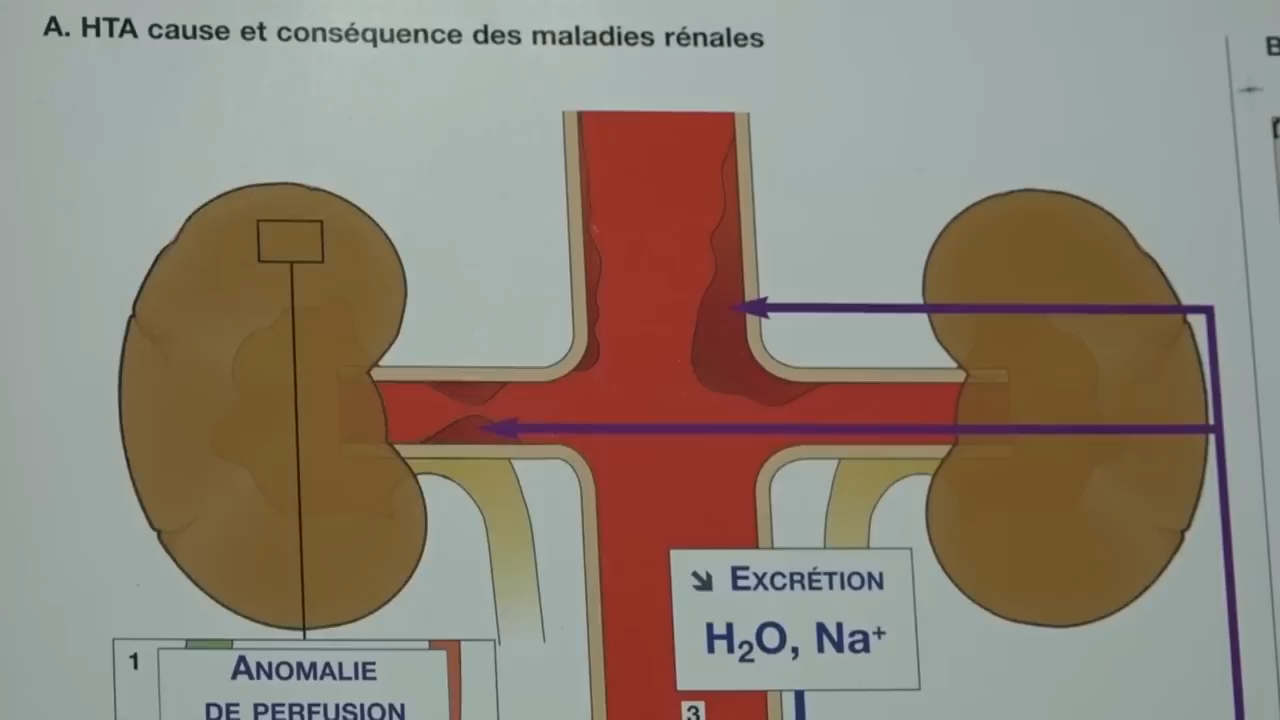 A. HTA cause et conséquence des maladies rénales
B
↘ EXCRÉTION
H₂O, Na⁺
1
ANOMALIE
DE PERFUSION
3